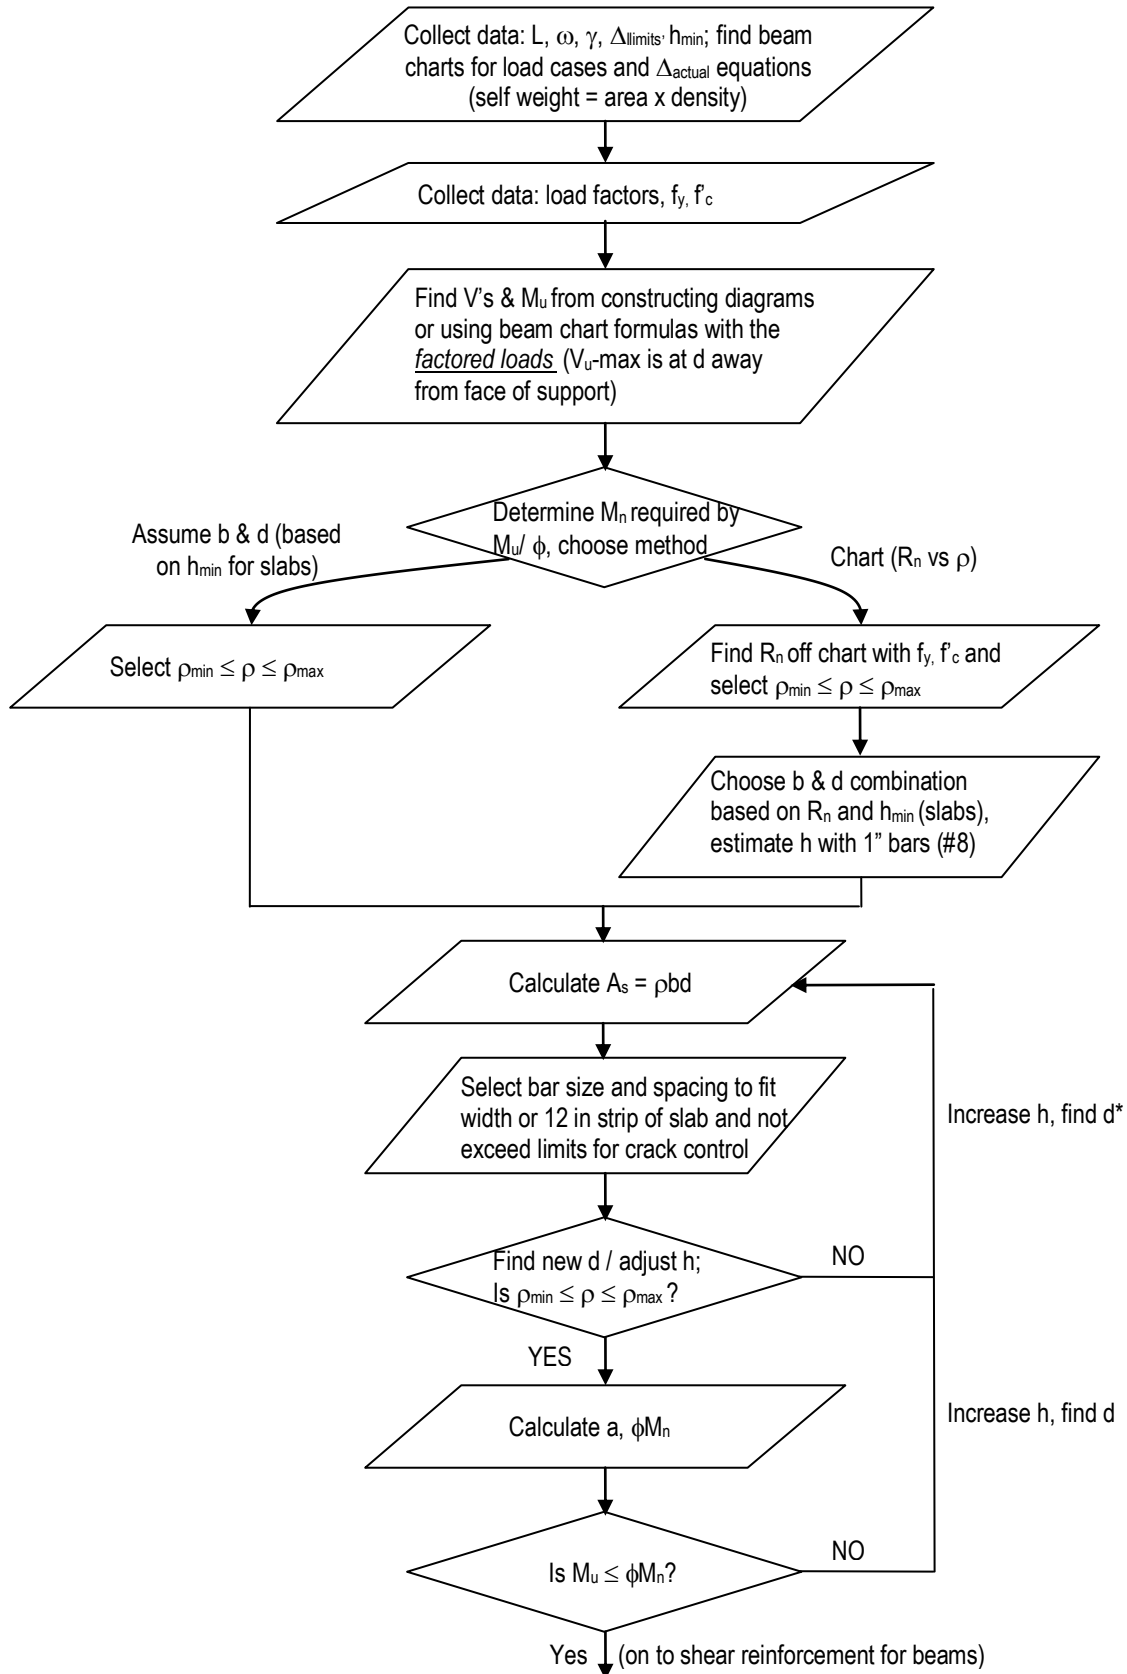 Collect data: L, ω, γ, Δllimits, hmin; find beam
charts for load cases and Δactual equations
(self weight = area x density)
Collect data: load factors, fy, f'c
Find V's & Mu from constructing diagrams
or using beam chart formulas with the
factored loads (Vu-max is at d away
from face of support)
Assume b & d (based
on hmin for slabs)
Determine Mn required by
Mu/ ϕ, choose method
Chart (Rn vs ρ)
Select ρmin ≤ ρ ≤ ρmax
Find Rn off chart with fy, f'c and
select ρmin ≤ ρ ≤ ρmax
Choose b & d combination
based on Rn and hmin (slabs),
estimate h with 1” bars (#8)
Calculate As = ρbd
Select bar size and spacing to fit
width or 12 in strip of slab and not
exceed limits for crack control
Increase h, find d*
Find new d / adjust h;
Is ρmin ≤ ρ ≤ ρmax ?
NO
YES
Calculate a, ϕMn
Increase h, find d
Is Mu ≤ ϕMn?
NO
Yes (on to shear reinforcement for beams)